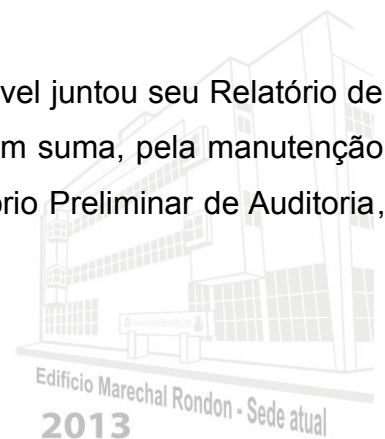 vel juntou seu Relatório de
m suma, pela manutenção
rio Preliminar de Auditoria,
Edifício Marechal Rondon - Sede atual
2013